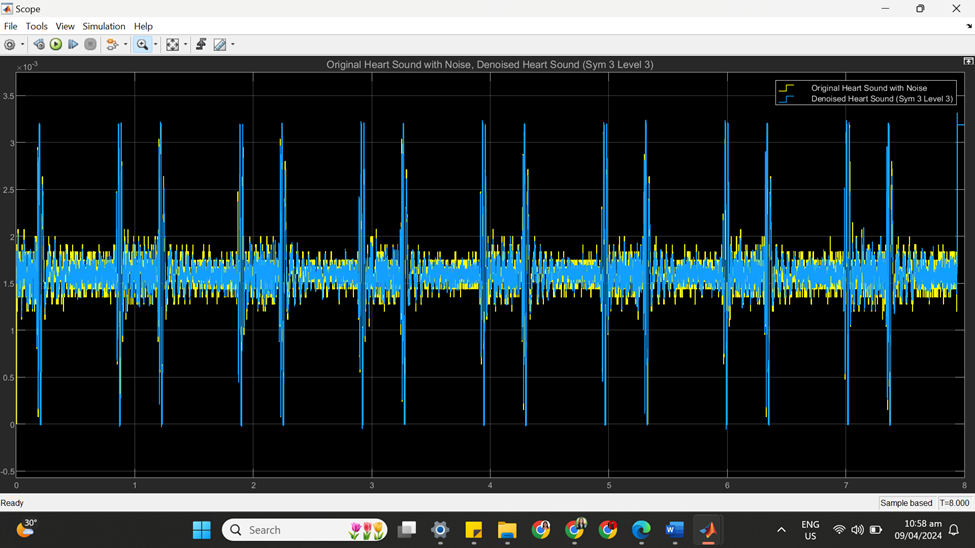 Scope
File Tools View Simulation Help
×10⁻³
Original Heart Sound with Noise, Denoised Heart Sound (Sym 3 Level 3)
Original Heart Sound with Noise
Denoised Heart Sound (Sym 3 Level 3)
3.5
3
2.5
2
1.5
1
0.5
0
-0.5
0 1 2 3 4 5 6 7 8
Ready Sample based T=8.000
30°
Search
W
ENG
US
10:58 am
09/04/2024